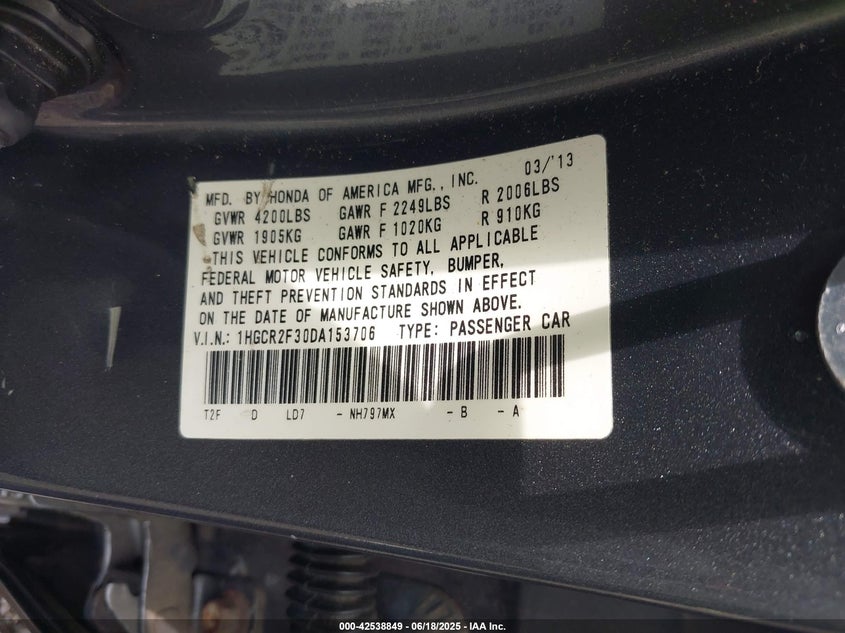 MFD. BY HONDA OF AMERICA MFG., INC. 03/'13
GVWR 4200LBS GAWR F 2249LBS R 2006LBS
GVWR 1905KG GAWR F 1020KG R 910KG
THIS VEHICLE CONFORMS TO ALL APPLICABLE
FEDERAL MOTOR VEHICLE SAFETY, BUMPER,
AND THEFT PREVENTION STANDARDS IN EFFECT
ON THE DATE OF MANUFACTURE SHOWN ABOVE.
V.I.N.: 1HGCR2F30DA153706 TYPE: PASSENGER CAR
T2F D LD7 - NH797MX - B - A
000-42538849 - 06/18/2025 - IAA Inc.